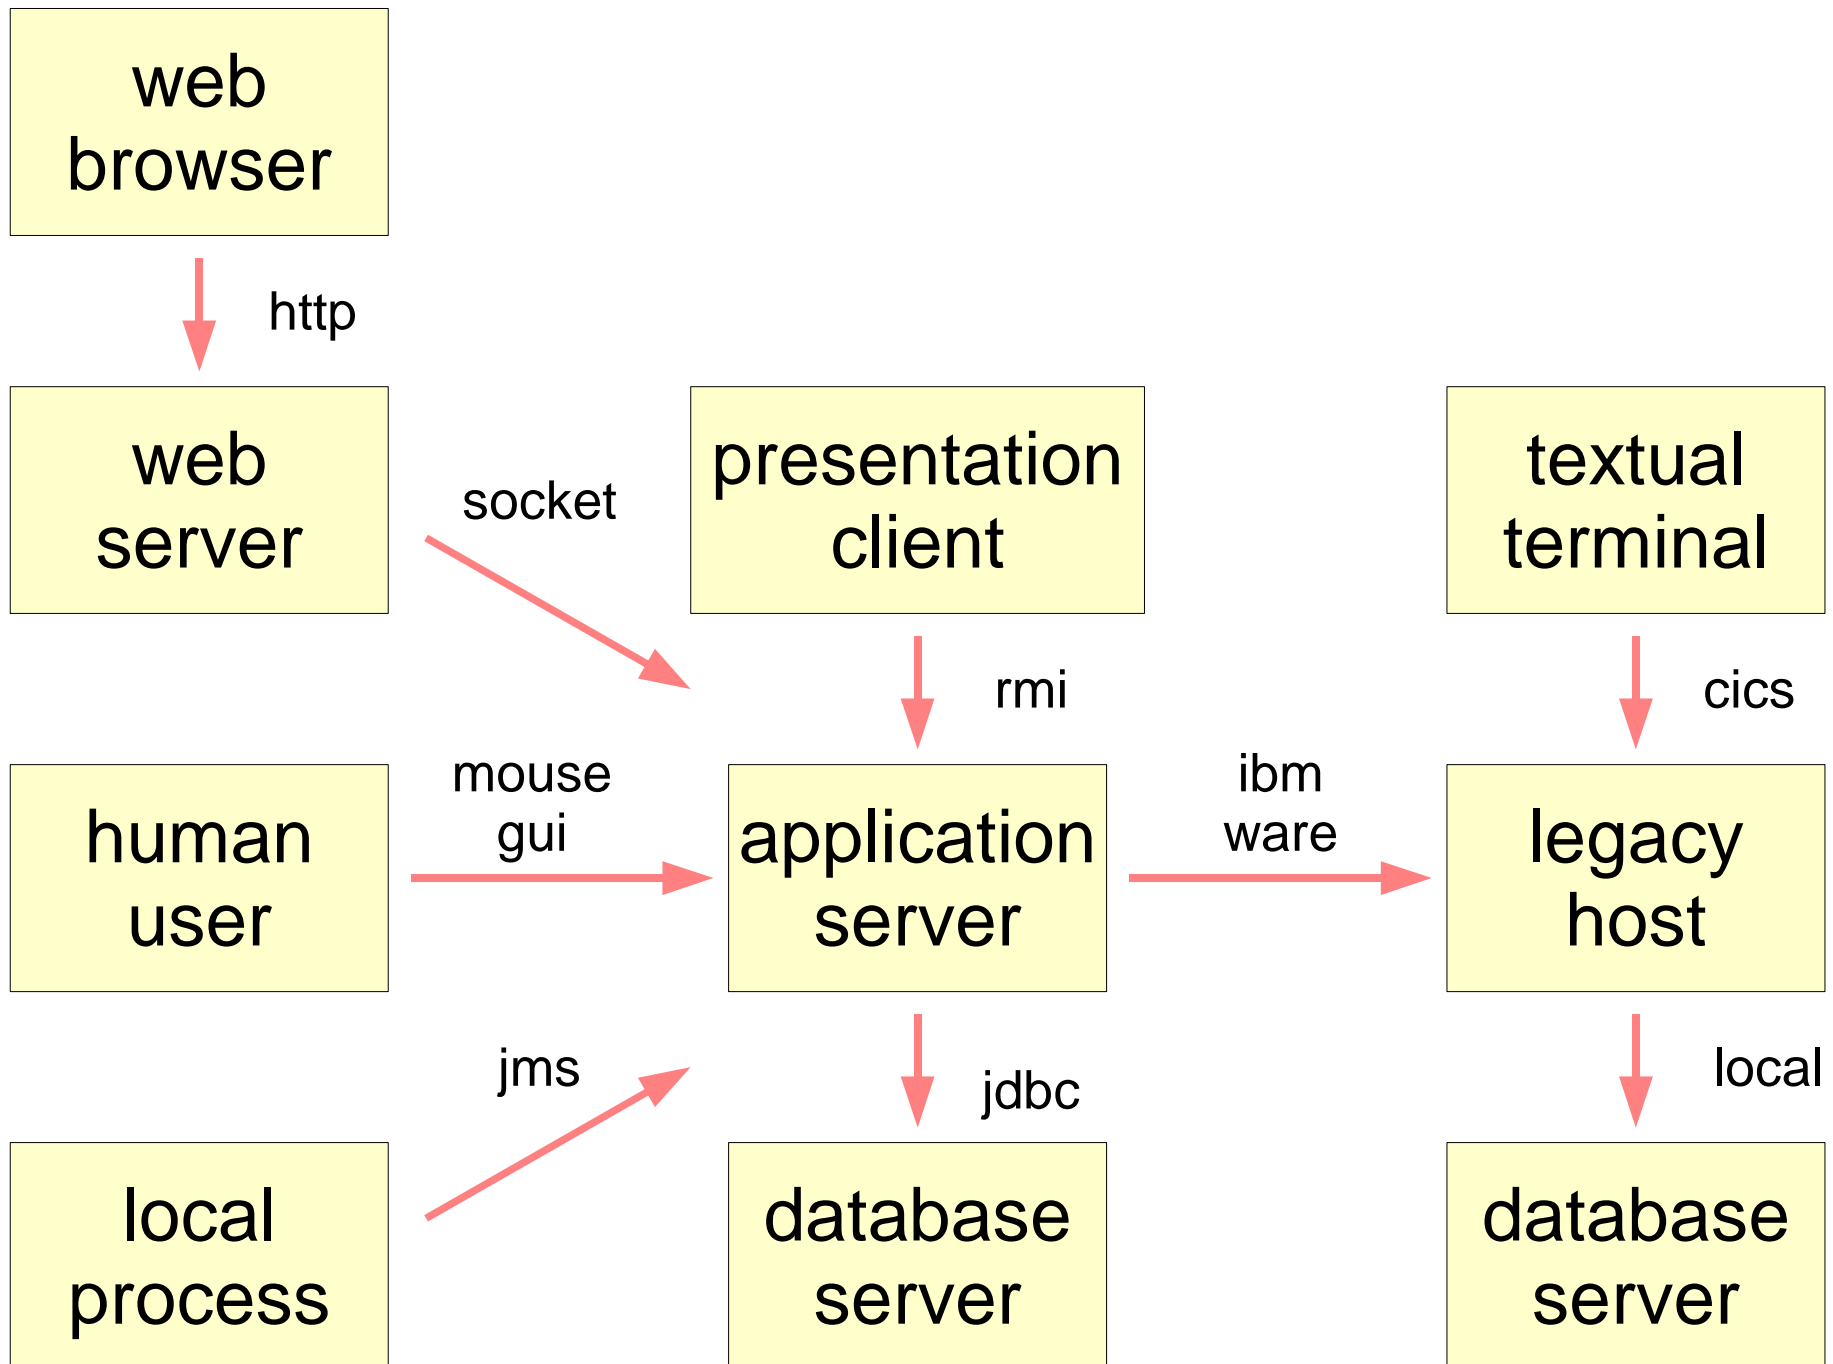 web
browser
http
web
server
socket
presentation
client
textual
terminal
rmi
cics
human
user
mouse
gui
application
server
ibm
ware
legacy
host
jms
jdbc
local
local
process
database
server
database
server